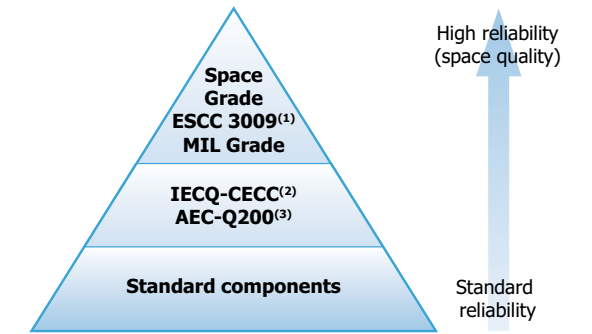 High reliability
(space quality)
Space
Grade
ESCC 3009(1)
MIL Grade
IECQ-CECC(2)
AEC-Q200(3)
Standard components
Standard
reliability